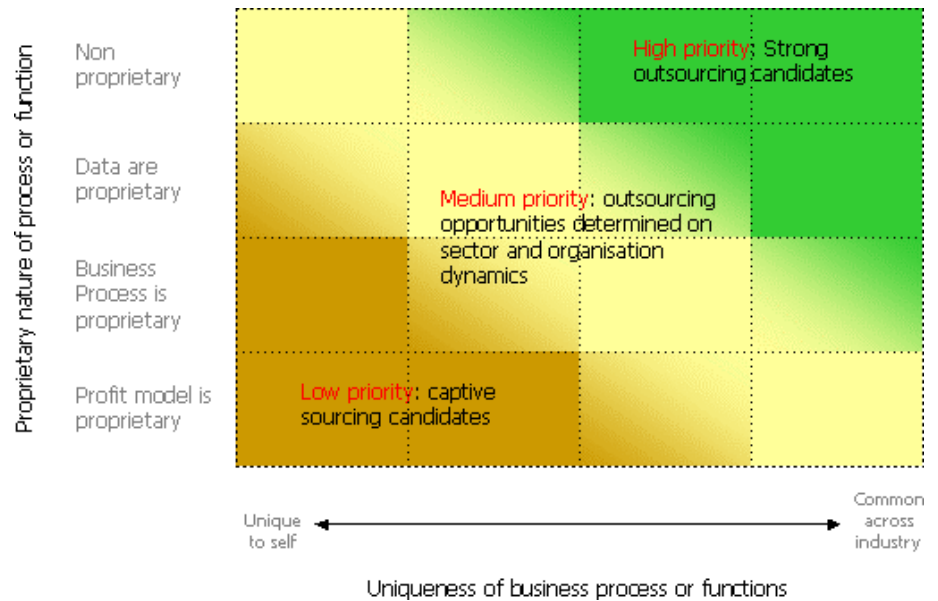 Proprietary nature of process or function
Non
proprietary
High priority: Strong
outsourcing candidates
Data are
proprietary
Medium priority: outsourcing
opportunities determined on
sector and organisation
dynamics
Business
Process is
proprietary
Profit model is
proprietary
Low priority: captive
sourcing candidates
Unique
to self
Common
across
industry
Uniqueness of business process or functions